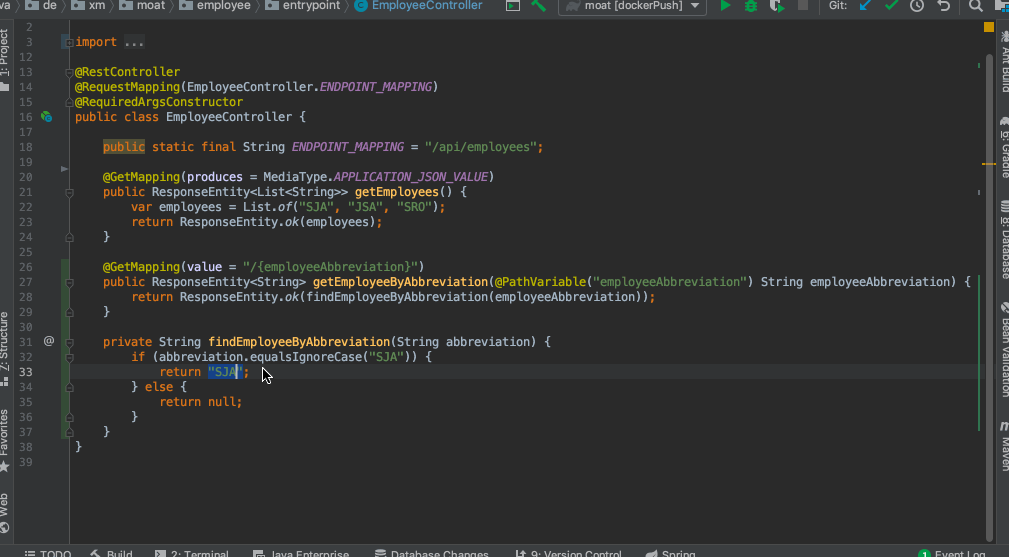 va de xm moat employee entrypoint EmployeeController moat [dockerPush] Git:
2
3 import ...
12
13 @RestController
14 @RequestMapping(EmployeeController.ENDPOINT_MAPPING)
15 @RequiredArgsConstructor
16 public class EmployeeController {
17
18 public static final String ENDPOINT_MAPPING = "/api/employees";
19
20 @GetMapping(produces = MediaType.APPLICATION_JSON_VALUE)
21 public ResponseEntity<List<String>> getEmployees() {
22 var employees = List.of("SJA", "JSA", "SRO");
23 return ResponseEntity.ok(employees);
24 }
25
26 @GetMapping(value = "/{employeeAbbreviation}")
27 public ResponseEntity<String> getEmployeeByAbbreviation(@PathVariable("employeeAbbreviation") String employeeAbbreviation) {
28 return ResponseEntity.ok(findEmployeeByAbbreviation(employeeAbbreviation));
29 }
30
31 @ private String findEmployeeByAbbreviation(String abbreviation) {
32 if (abbreviation.equalsIgnoreCase("SJA")) {
33 return "SJA";
34 } else {
35 return null;
36 }
37 }
38 }
39
1: Project
7: Structure
2: Favorites
Web
Ant Build
6: Gradle
8: Database
Bean Validation
Maven
TODO Build 2: Terminal Java Enterprise Database Changes 9: Version Control Spring 1 Event Log